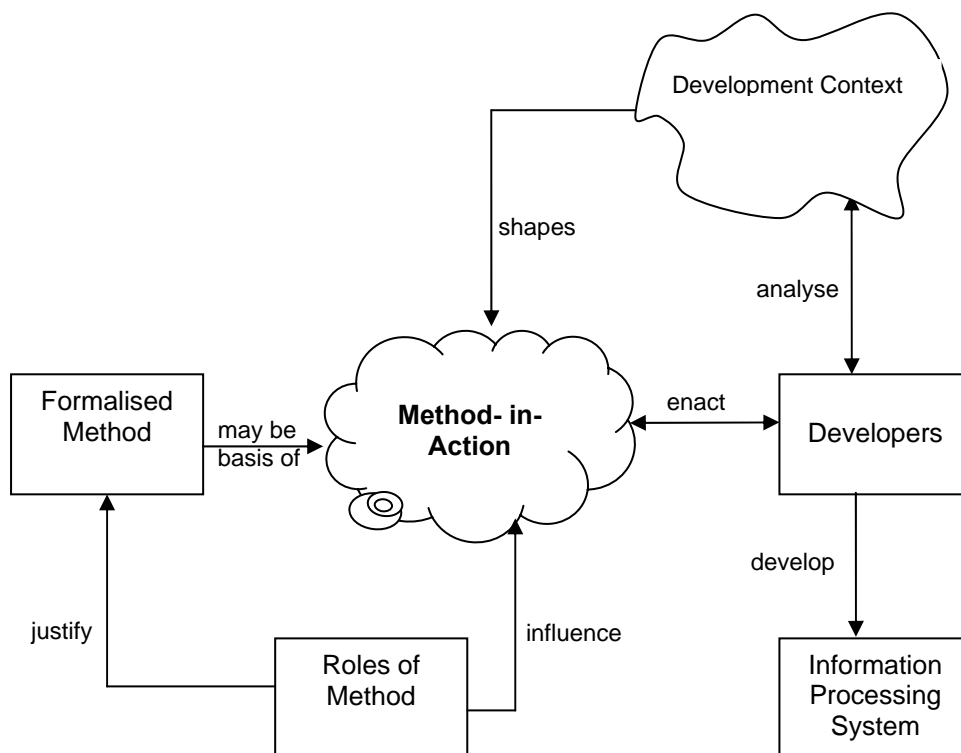 Development Context
shapes
analyse
Formalised
Method
may be
basis of
Method- in-
Action
enact
Developers
develop
justify
influence
Roles of
Method
Information
Processing
System